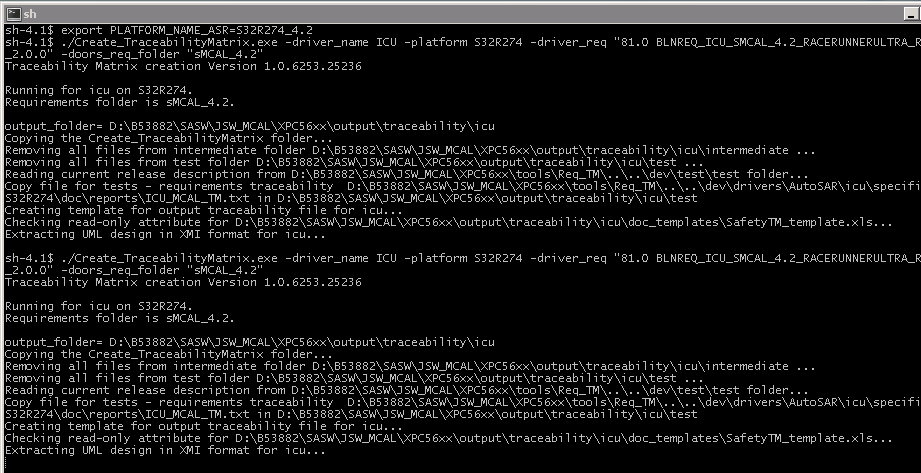 sh
sh-4.1$ export PLATFORM_NAME_ASR=S32R274_4.2
sh-4.1$ ./Create_TraceabilityMatrix.exe -driver_name ICU -platform S32R274 -driver_req "81.0 BLNREQ_ICU_SMCAL_4.2_RACERUNNERULTRA_R
_2.0.0" -doors_req_folder "sMCAL_4.2"
Traceability Matrix creation Version 1.0.6253.25236
Running for icu on S32R274.
Requirements folder is sMCAL_4.2.
output_folder= D:\B53882\SASW\JSW_MCAL\XPC56xx\output\traceability\icu
Copying the Create_TraceabilityMatrix folder...
Removing all files from intermediate folder D:\B53882\SASW\JSW_MCAL\XPC56xx\output\traceability\icu\intermediate ...
Removing all files from test folder D:\B53882\SASW\JSW_MCAL\XPC56xx\output\traceability\icu\test ...
Reading current release description from D:\B53882\SASW\JSW_MCAL\XPC56xx\tools\Req_TM\..\..\dev\test\test folder...
Copy file for tests - requirements traceability  D:\B53882\SASW\JSW_MCAL\XPC56xx\tools\Req_TM\..\..\dev\drivers\AutoSAR\icu\specifi
S32R274\doc\reports\ICU_MCAL_TM.txt in D:\B53882\SASW\JSW_MCAL\XPC56xx\output\traceability\icu\test
Creating template for output traceability file for icu...
Checking read-only attribute for D:\B53882\SASW\JSW_MCAL\XPC56xx\output\traceability\icu\doc_templates\SafetyTM_template.xls...
Extracting UML design in XMI format for icu...
sh-4.1$ ./Create_TraceabilityMatrix.exe -driver_name ICU -platform S32R274 -driver_req "81.0 BLNREQ_ICU_SMCAL_4.2_RACERUNNERULTRA_R
_2.0.0" -doors_req_folder "sMCAL_4.2"
Traceability Matrix creation Version 1.0.6253.25236
Running for icu on S32R274.
Requirements folder is sMCAL_4.2.
output_folder= D:\B53882\SASW\JSW_MCAL\XPC56xx\output\traceability\icu
Copying the Create_TraceabilityMatrix folder...
Removing all files from intermediate folder D:\B53882\SASW\JSW_MCAL\XPC56xx\output\traceability\icu\intermediate ...
Removing all files from test folder D:\B53882\SASW\JSW_MCAL\XPC56xx\output\traceability\icu\test ...
Reading current release description from D:\B53882\SASW\JSW_MCAL\XPC56xx\tools\Req_TM\..\..\dev\test\test folder...
Copy file for tests - requirements traceability  D:\B53882\SASW\JSW_MCAL\XPC56xx\tools\Req_TM\..\..\dev\drivers\AutoSAR\icu\specifi
S32R274\doc\reports\ICU_MCAL_TM.txt in D:\B53882\SASW\JSW_MCAL\XPC56xx\output\traceability\icu\test
Creating template for output traceability file for icu...
Checking read-only attribute for D:\B53882\SASW\JSW_MCAL\XPC56xx\output\traceability\icu\doc_templates\SafetyTM_template.xls...
Extracting UML design in XMI format for icu...